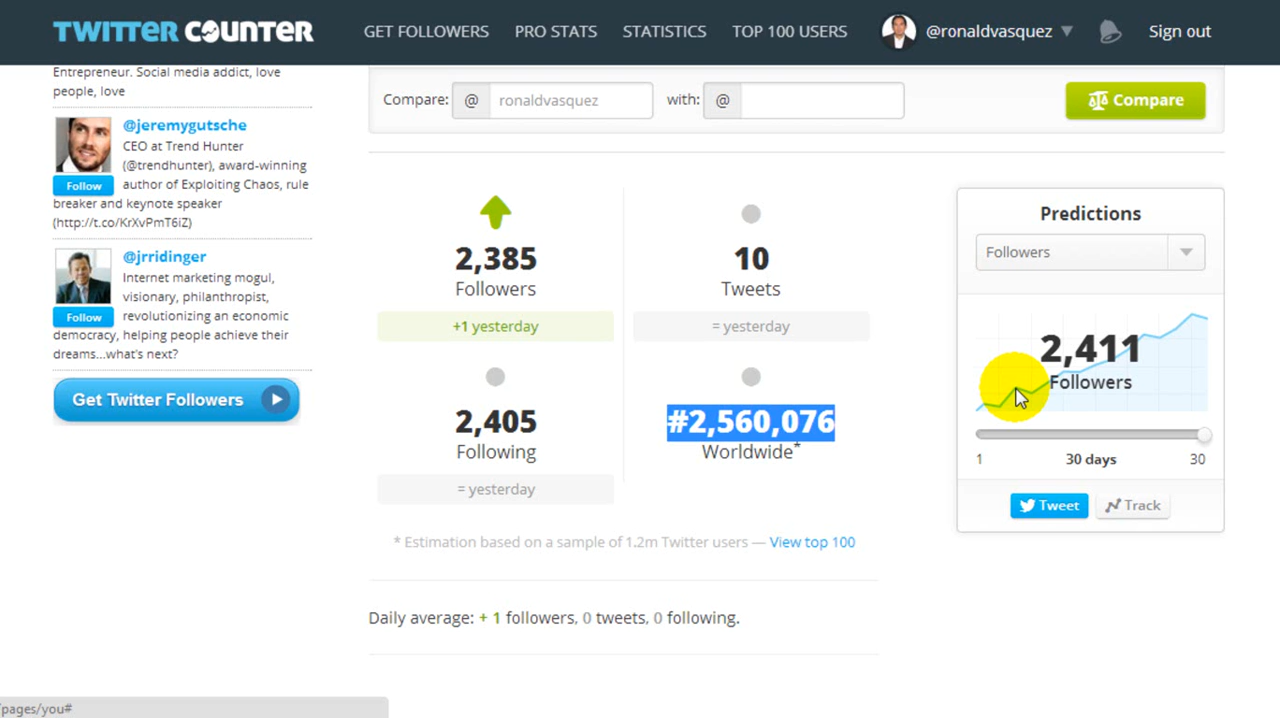 TWITTER COUNTER
GET FOLLOWERS
PRO STATS
STATISTICS
TOP 100 USERS
@ronaldvasquez
Sign out
Entrepreneur. Social media addict, love
people, love
@jeremygutsche
CEO at Trend Hunter
(@trendhunter), award-winning
author of Exploiting Chaos, rule
breaker and keynote speaker
(http://t.co/KrXvPmT6iZ)
Follow
@jrridinger
Internet marketing mogul,
visionary, philanthropist,
revolutionizing an economic
democracy, helping people achieve their
dreams...what's next?
Follow
Get Twitter Followers
Compare: @ ronaldvasquez with: @
Compare
2,385
Followers
+1 yesterday
10
Tweets
= yesterday
2,405
Following
= yesterday
#2,560,076
Worldwide*
* Estimation based on a sample of 1.2m Twitter users — View top 100
Daily average: + 1 followers, 0 tweets, 0 following.
Predictions
Followers
2,411
Followers
1 30 days 30
Tweet
Track
pages/you#